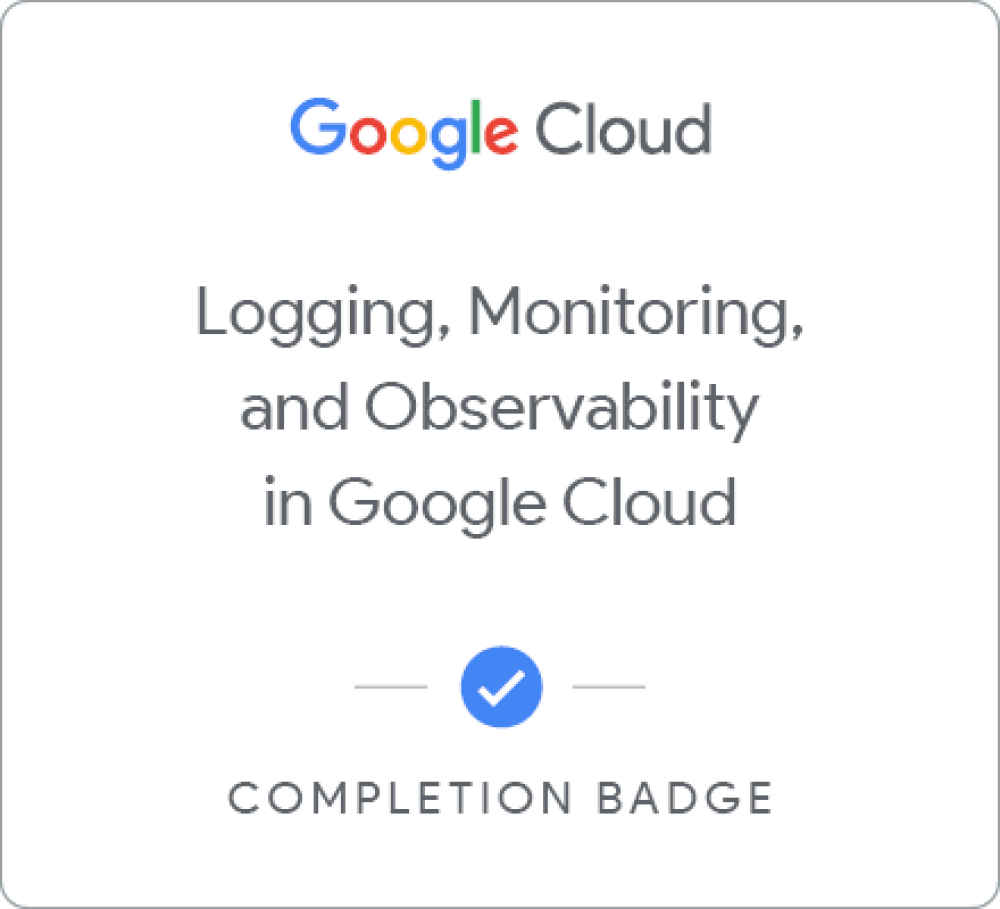 Google Cloud
Logging, Monitoring,
and Observability
in Google Cloud
COMPLETION BADGE